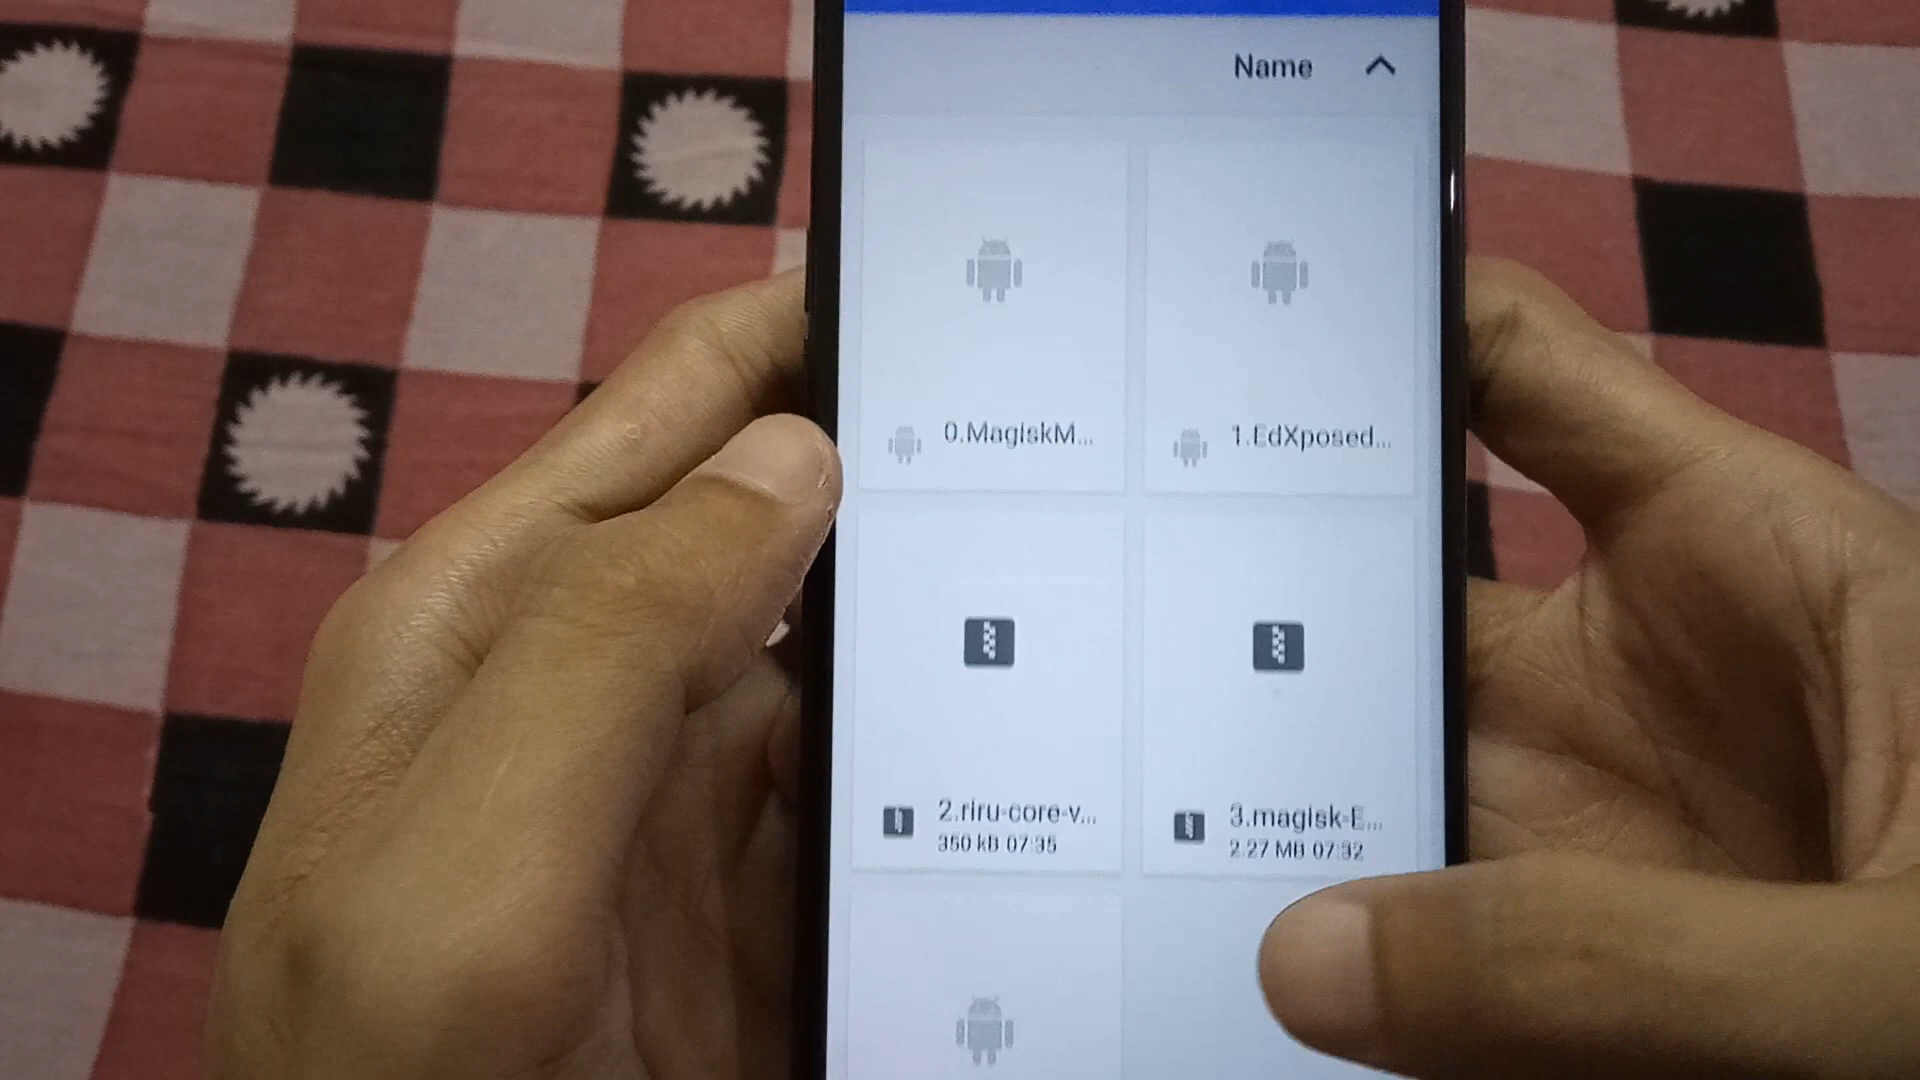 Name
0.MagiskM...
1.EdXposed...
2.riru-core-v...
350 kB 07:35
3.magisk-E...
2.27 MB 07:32